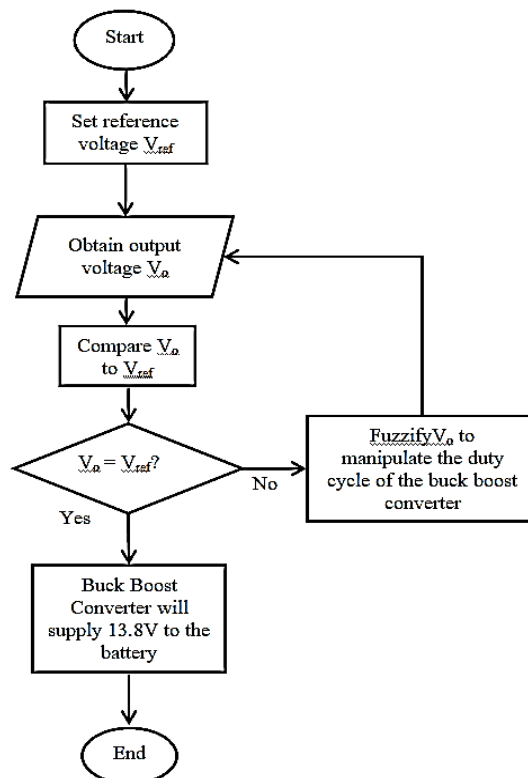 Start
Set reference
voltage Vref
Obtain output
voltage Vo
Compare Vo
to Vref
Vo = Vref?
No
Yes
FuzzifyVo to
manipulate the duty
cycle of the buck boost
converter
Buck Boost
Converter will
supply 13.8V to the
battery
End